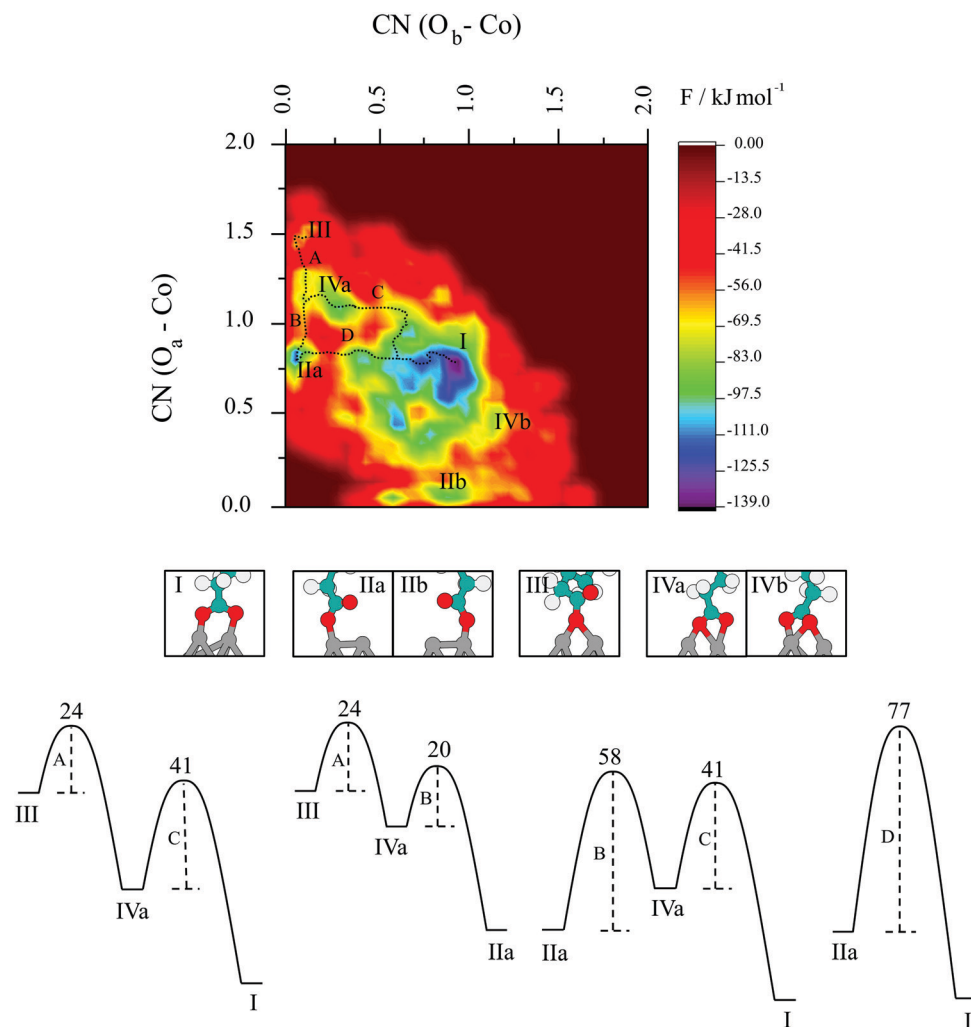 CN (O_b - Co)
F / kJ mol⁻¹
0.0 0.5 1.0 2.0
CN (O_a - Co)
2.0
1.5
1.0
0.5
0.0
III
A
IVa
C
B
D
I
IIa
IVb
IIb
0.00
-13.5
-28.0
-41.5
-55.0
-69.5
-83.0
-97.5
-111.0
-125.5
-139.0
I IIa IIb III IVa IVb
24 41
A C
III IVa I
24 20
A B
III IVa IIa
58 41
B C
IIa IVa I
77
D
IIa I